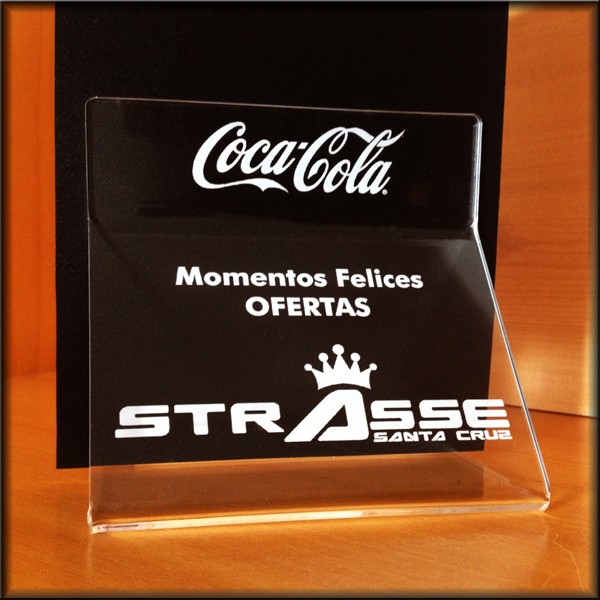 Coca-Cola
Momentos Felices
OFERTAS
STRASSE
SANTA CRUZ